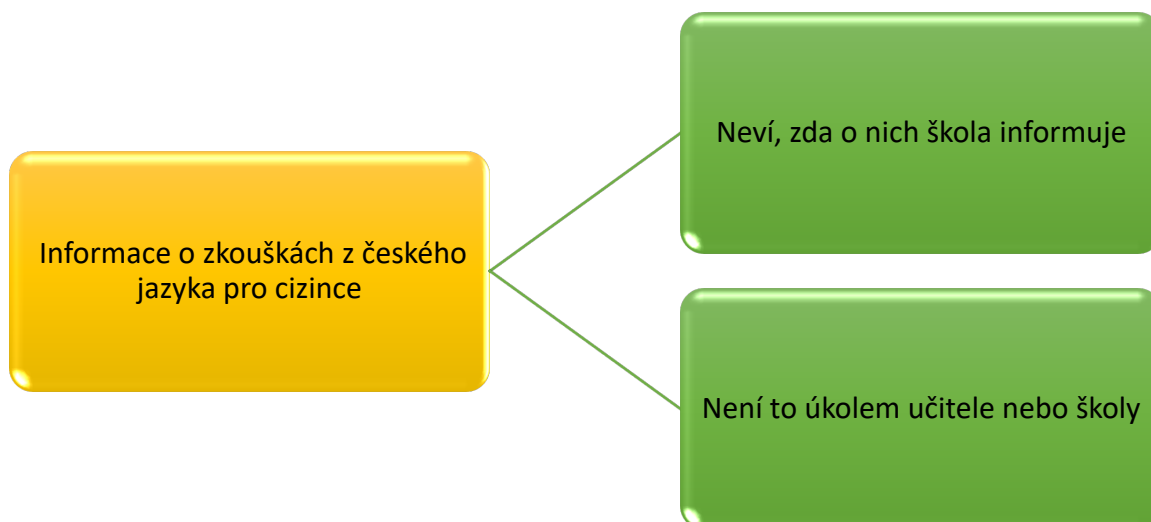 Neví, zda o nich škola informuje
Informace o zkouškách z českého
jazyka pro cizince
Není to úkolem učitele nebo školy